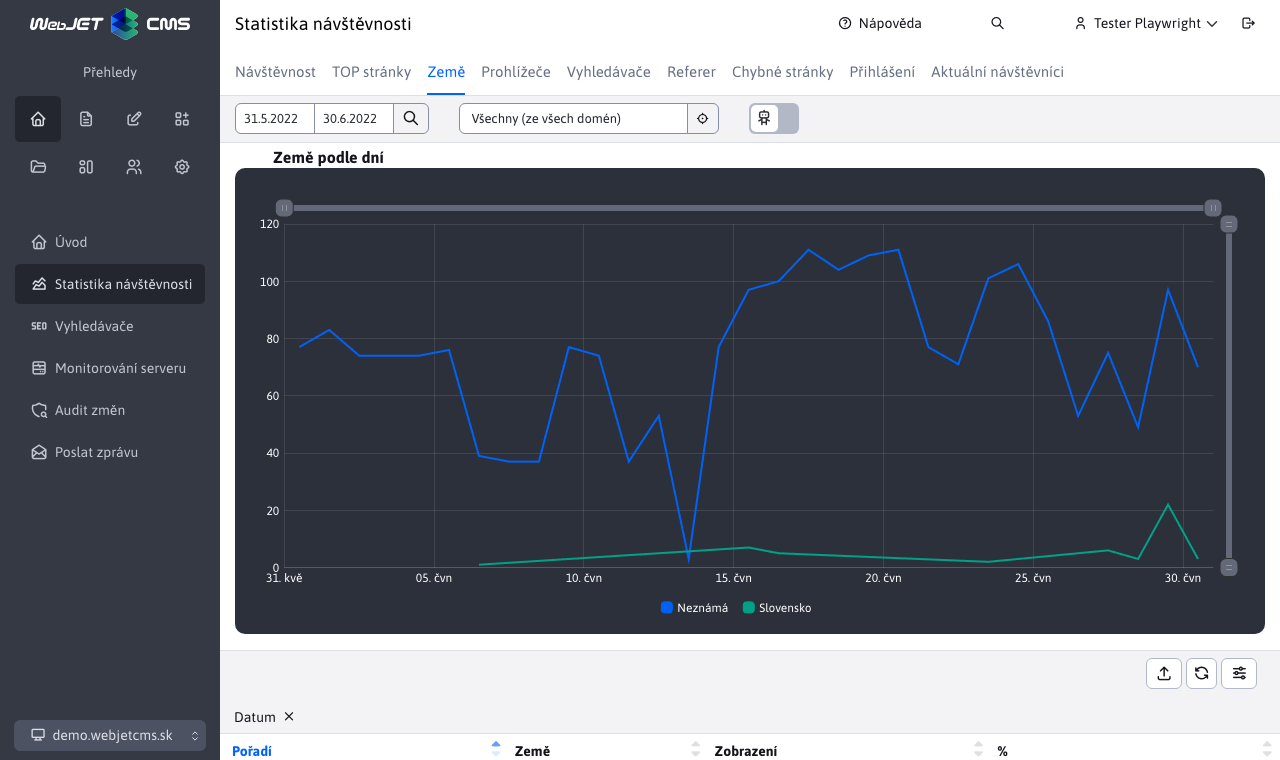 WebJET CMS
Přehledy
Úvod
Statistika návštěvnosti
Vyhledávače
SEO
Monitorování serveru
Audit změn
Poslat zprávu
demo.webjetcms.sk
Statistika návštěvnosti
Nápověda
Tester Playwright
Návštěvnost TOP stránky Země Prohlížeče Vyhledávače Referer Chybné stránky Přihlášení Aktuální návštěvníci
31.5.2022 30.6.2022 Všechny (ze všech domén)
Země podle dní
120
100
80
60
40
20
0
31. kvě 05. čvn 10. čvn 15. čvn 20. čvn 25. čvn 30. čvn
Neznámá Slovensko
Datum
Pořadí Země Zobrazení %